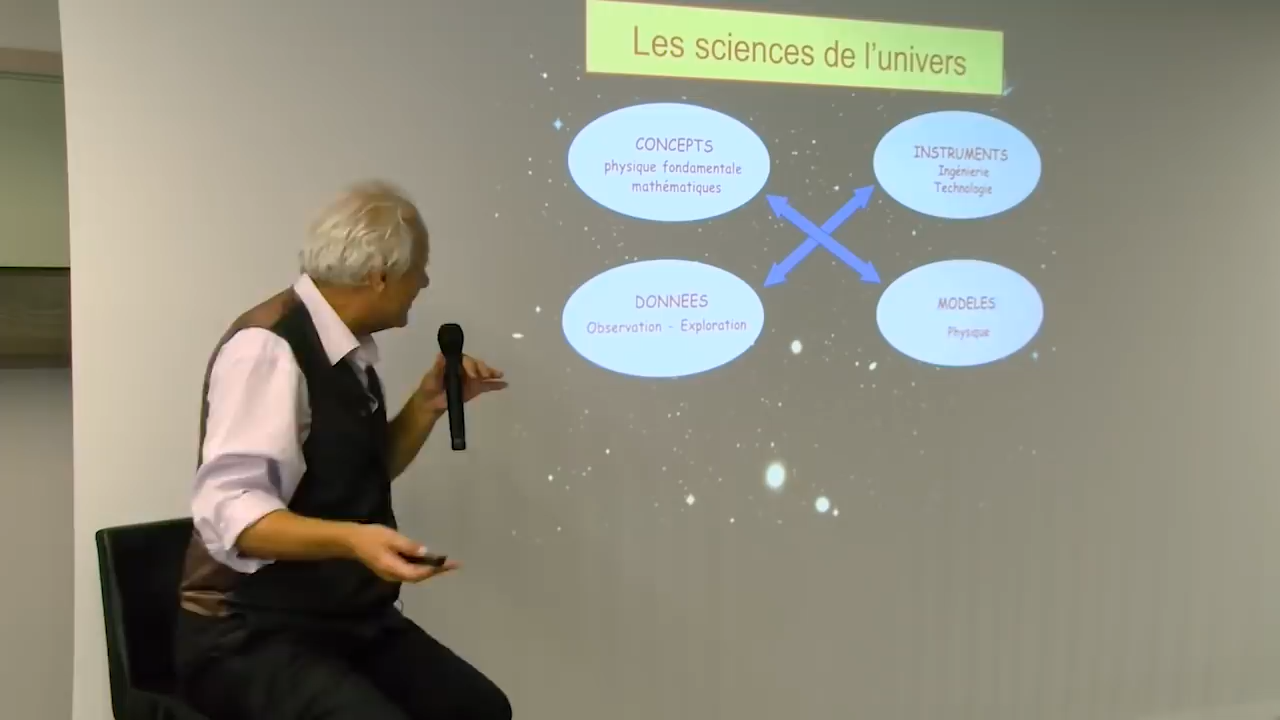 Les sciences de l'univers
CONCEPTS
physique fondamentale
mathématiques
INSTRUMENTS
Ingénierie
Technologie
DONNEES
Observation - Exploration
MODELES
Physique